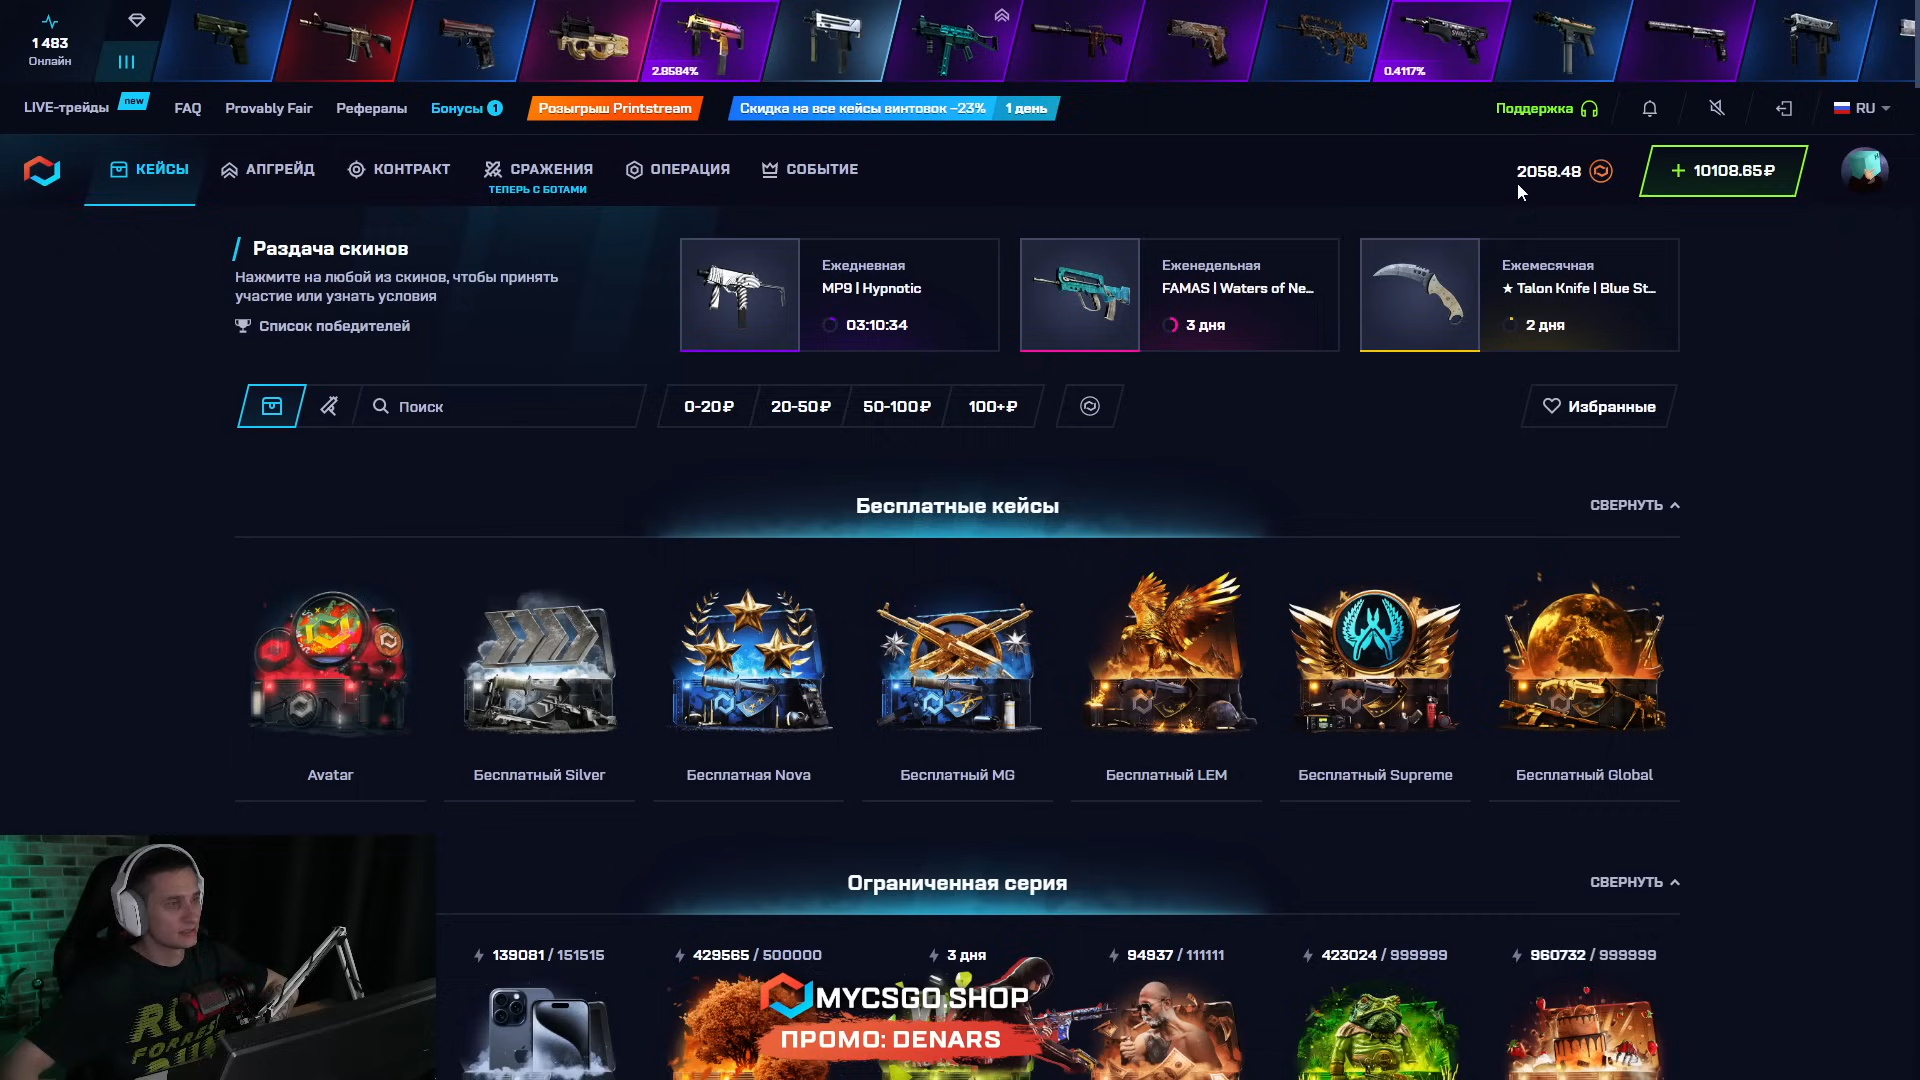 1 483
Онлайн
2.8584%
0.4117%
LIVE-трейды
new
FAQ
Provably Fair
Рефералы
Бонусы 1
Розыгрыш Printstream
Скидка на все кейсы винтовок –23%
1 день
Поддержка
RU
КЕЙСЫ
АПГРЕЙД
КОНТРАКТ
СРАЖЕНИЯ
ТЕПЕРЬ С БОТАМИ
ОПЕРАЦИЯ
СОБЫТИЕ
2058.48
+ 10108.65₽
Раздача скинов
Нажмите на любой из скинов, чтобы принять
участие или узнать условия
Список победителей
Ежедневная
MP9 | Hypnotic
03:10:34
Еженедельная
FAMAS | Waters of Ne...
3 дня
Ежемесячная
★ Talon Knife | Blue St...
2 дня
Поиск
0-20₽
20-50₽
50-100₽
100+₽
Избранные
Бесплатные кейсы
СВЕРНУТЬ
Avatar
Бесплатный Silver
Бесплатная Nova
Бесплатный MG
Бесплатный LEM
Бесплатный Supreme
Бесплатный Global
Ограниченная серия
СВЕРНУТЬ
139081 / 151515
429565 / 500000
3 дня
94937 / 111111
423024 / 999999
960732 / 999999
MYCSGO.SHOP
ПРОМО: DENARS